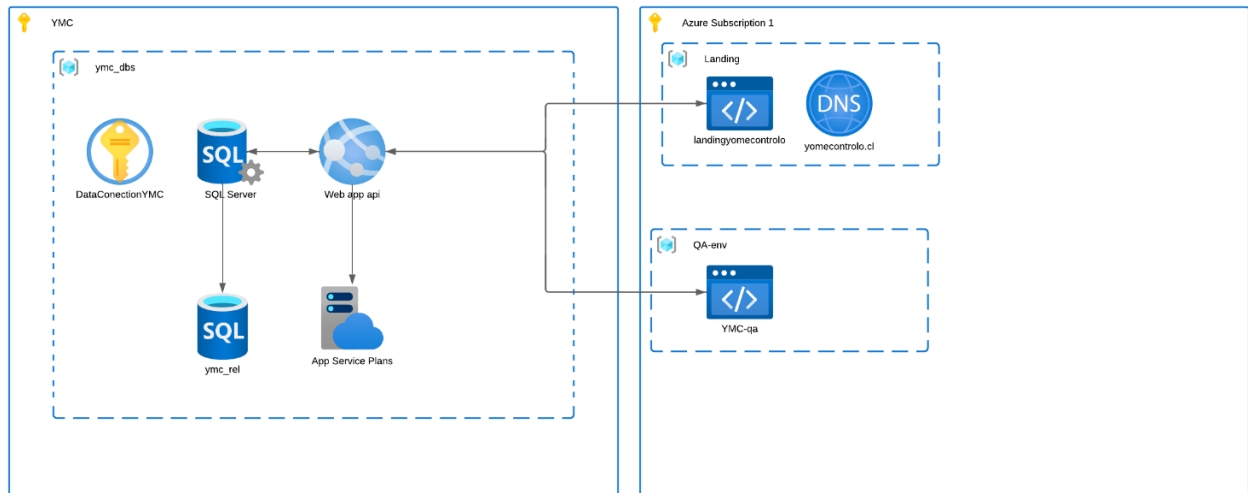 YMC
ymc_dbs
DataConectionYMC
SQL
SQL Server
Web app api
SQL
ymc_rel
App Service Plans
Azure Subscription 1
Landing
landingyomecontrolo
DNS
yomecontrolo.cl
QA-env
YMC-qa